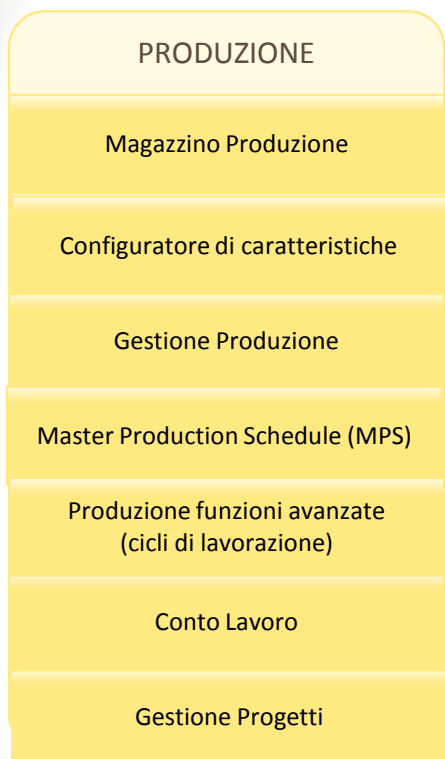 PRODUZIONE
Magazzino Produzione
Configuratore di caratteristiche
Gestione Produzione
Master Production Schedule (MPS)
Produzione funzioni avanzate
(cicli di lavorazione)
Conto Lavoro
Gestione Progetti